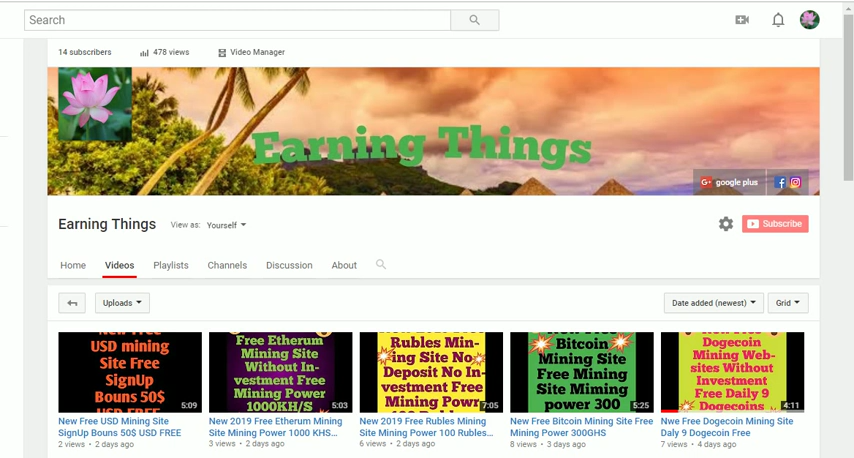 Search
14 subscribers 478 views Video Manager
Earning Things
google plus
Earning Things View as: Yourself Subscribe
Home Videos Playlists Channels Discussion About
Uploads Date added (newest) Grid
USD mining
Site Free
SignUp
Bouns 50$
USD FREE
5:09
Free Etherum
Mining Site
Without In-
vestment Free
Mining Power
1000KH/S
5:03
Rubles Min-
ing Site No
Deposit No In-
vestment Free
Mining Powr
7:05
New Free
Bitcoin
Mining Site
Free Mining
Site Miming
power 300
5:25
Dogecoin
Mining Web-
sites Without
Investment
Free Daily 9
Dogecoins
4:11
New Free USD Mining Site
SignUp Bouns 50$ USD FREE
2 views • 2 days ago
New 2019 Free Etherum Mining
Site Mining Power 1000 KHS...
3 views • 2 days ago
New 2019 Free Rubles Mining
Site Mining Power 100 Rubles...
6 views • 2 days ago
New Free Bitcoin Mining Site Free
Mining Power 300GHS
8 views • 3 days ago
Nwe Free Dogecoin Mining Site
Daly 9 Dogecoin Free
7 views • 4 days ago